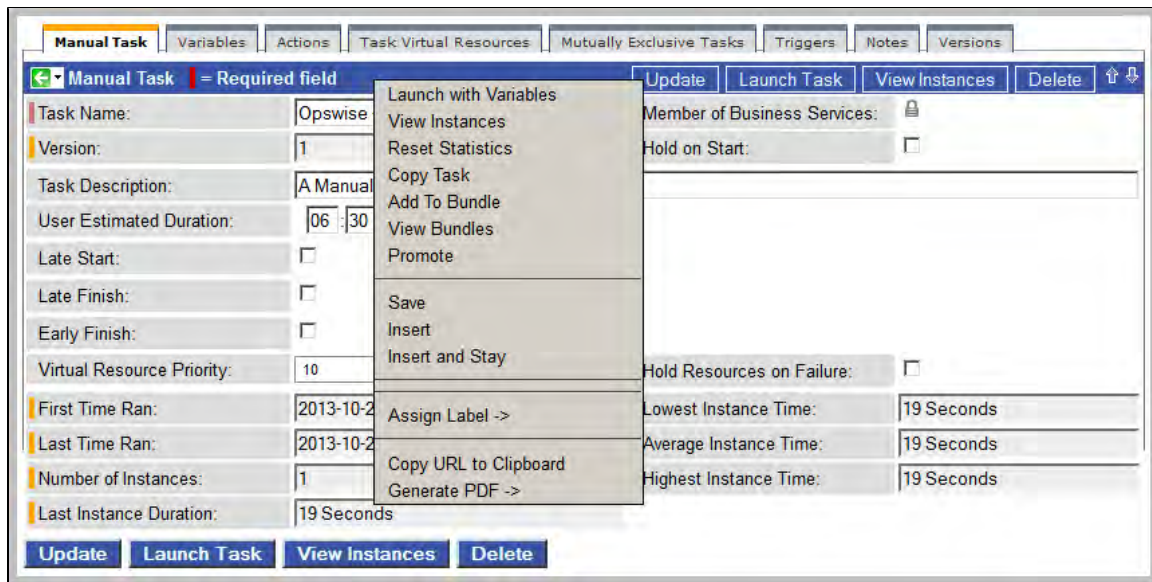 Manual Task Variables Actions Task Virtual Resources Mutually Exclusive Tasks Triggers Notes Versions
Manual Task = Required field Update Launch Task View Instances Delete
Task Name: Opswise Member of Business Services:
Version: 1 Hold on Start:
Task Description: A Manual
User Estimated Duration: 06 : 30
Late Start:
Late Finish:
Early Finish:
Virtual Resource Priority: 10 Hold Resources on Failure:
First Time Ran: 2013-10-2 Lowest Instance Time: 19 Seconds
Last Time Ran: 2013-10-2 Average Instance Time: 19 Seconds
Number of Instances: 1 Highest Instance Time: 19 Seconds
Last Instance Duration: 19 Seconds
Launch with Variables
View Instances
Reset Statistics
Copy Task
Add To Bundle
View Bundles
Promote
Save
Insert
Insert and Stay
Assign Label ->
Copy URL to Clipboard
Generate PDF ->
Update Launch Task View Instances Delete